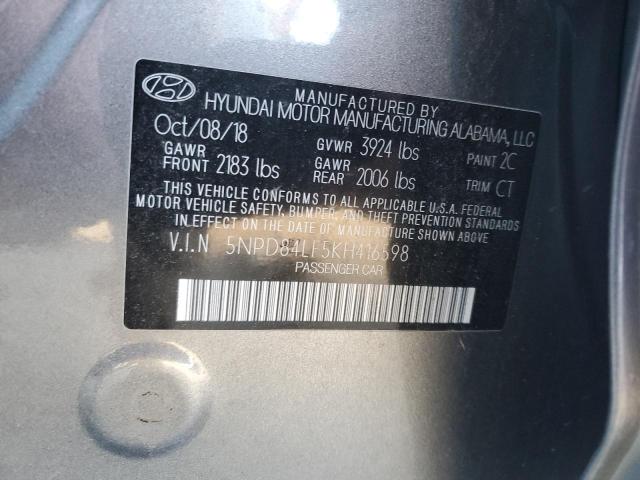 MANUFACTURED BY
HYUNDAI MOTOR MANUFACTURING ALABAMA, LLC
Oct/08/18 GVWR 3924 lbs PAINT 2C
GAWR FRONT 2183 lbs GAWR REAR 2006 lbs TRIM CT
THIS VEHICLE CONFORMS TO ALL APPLICABLE U.S.A. FEDERAL
MOTOR VEHICLE SAFETY, BUMPER, AND THEFT PREVENTION STANDARDS
IN EFFECT ON THE DATE OF MANUFACTURE SHOWN ABOVE.
V.I.N 5NPD84LF5KH416598
PASSENGER CAR